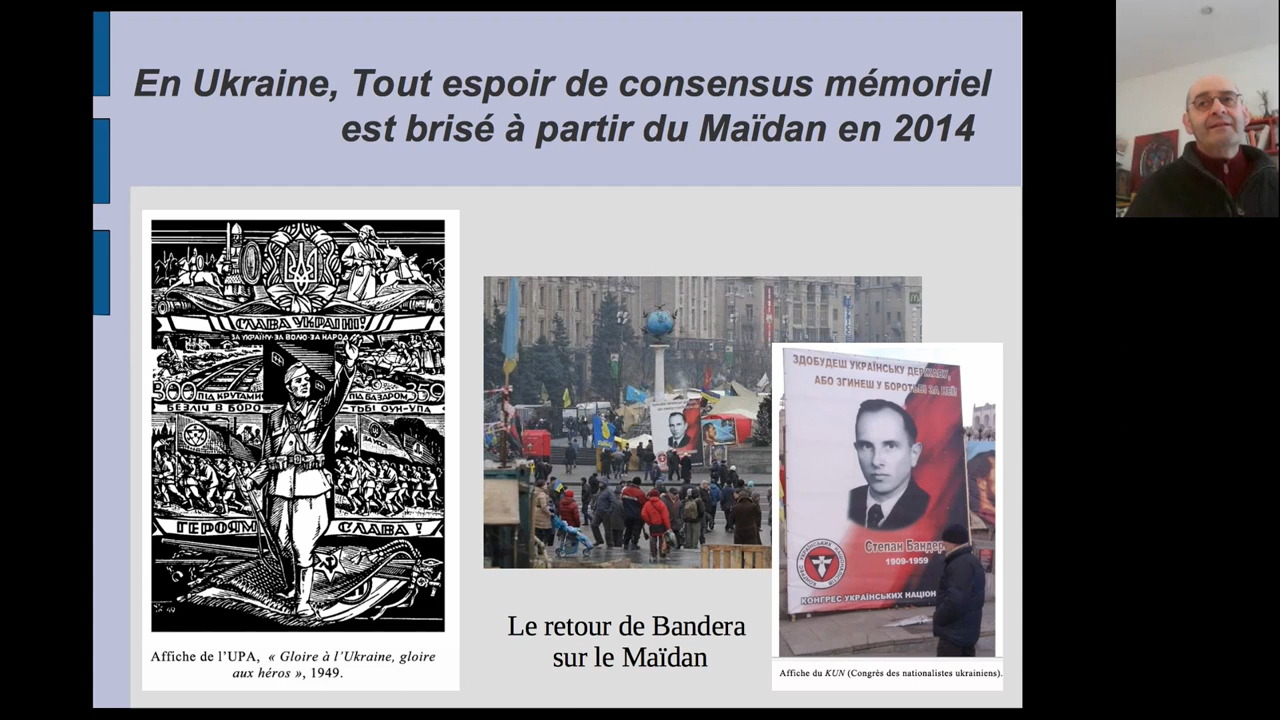 En Ukraine, Tout espoir de consensus mémoriel
est brisé à partir du Maïdan en 2014
СЛАВА УКРАЇНІ!
ЗА УКРАЇНУ·ЗА ВОЛЮ·ЗА НАРОД
300 ПІД КРУТАМИ
ПІД БАЗАРОМ 359
БЕЗЛІЧ В БОРО
ТЬБІ ОУН-УПА
ГЕРОЯМ СЛАВА!
Affiche de l’UPA, « Gloire à l’Ukraine, gloire
aux héros », 1949.
Le retour de Bandera
sur le Maïdan
ЗДОБУДЕШ УКРАЇНСЬКУ ДЕРЖАВУ,
АБО ЗГИНЕШ У БОРОТЬБІ ЗА НЕЇ!
Степан Бандер
1909-1959
КОНГРЕС УКРАЇНСЬКИХ НАЦІОН
Affiche du KUN (Congrès des nationalistes ukrainiens).